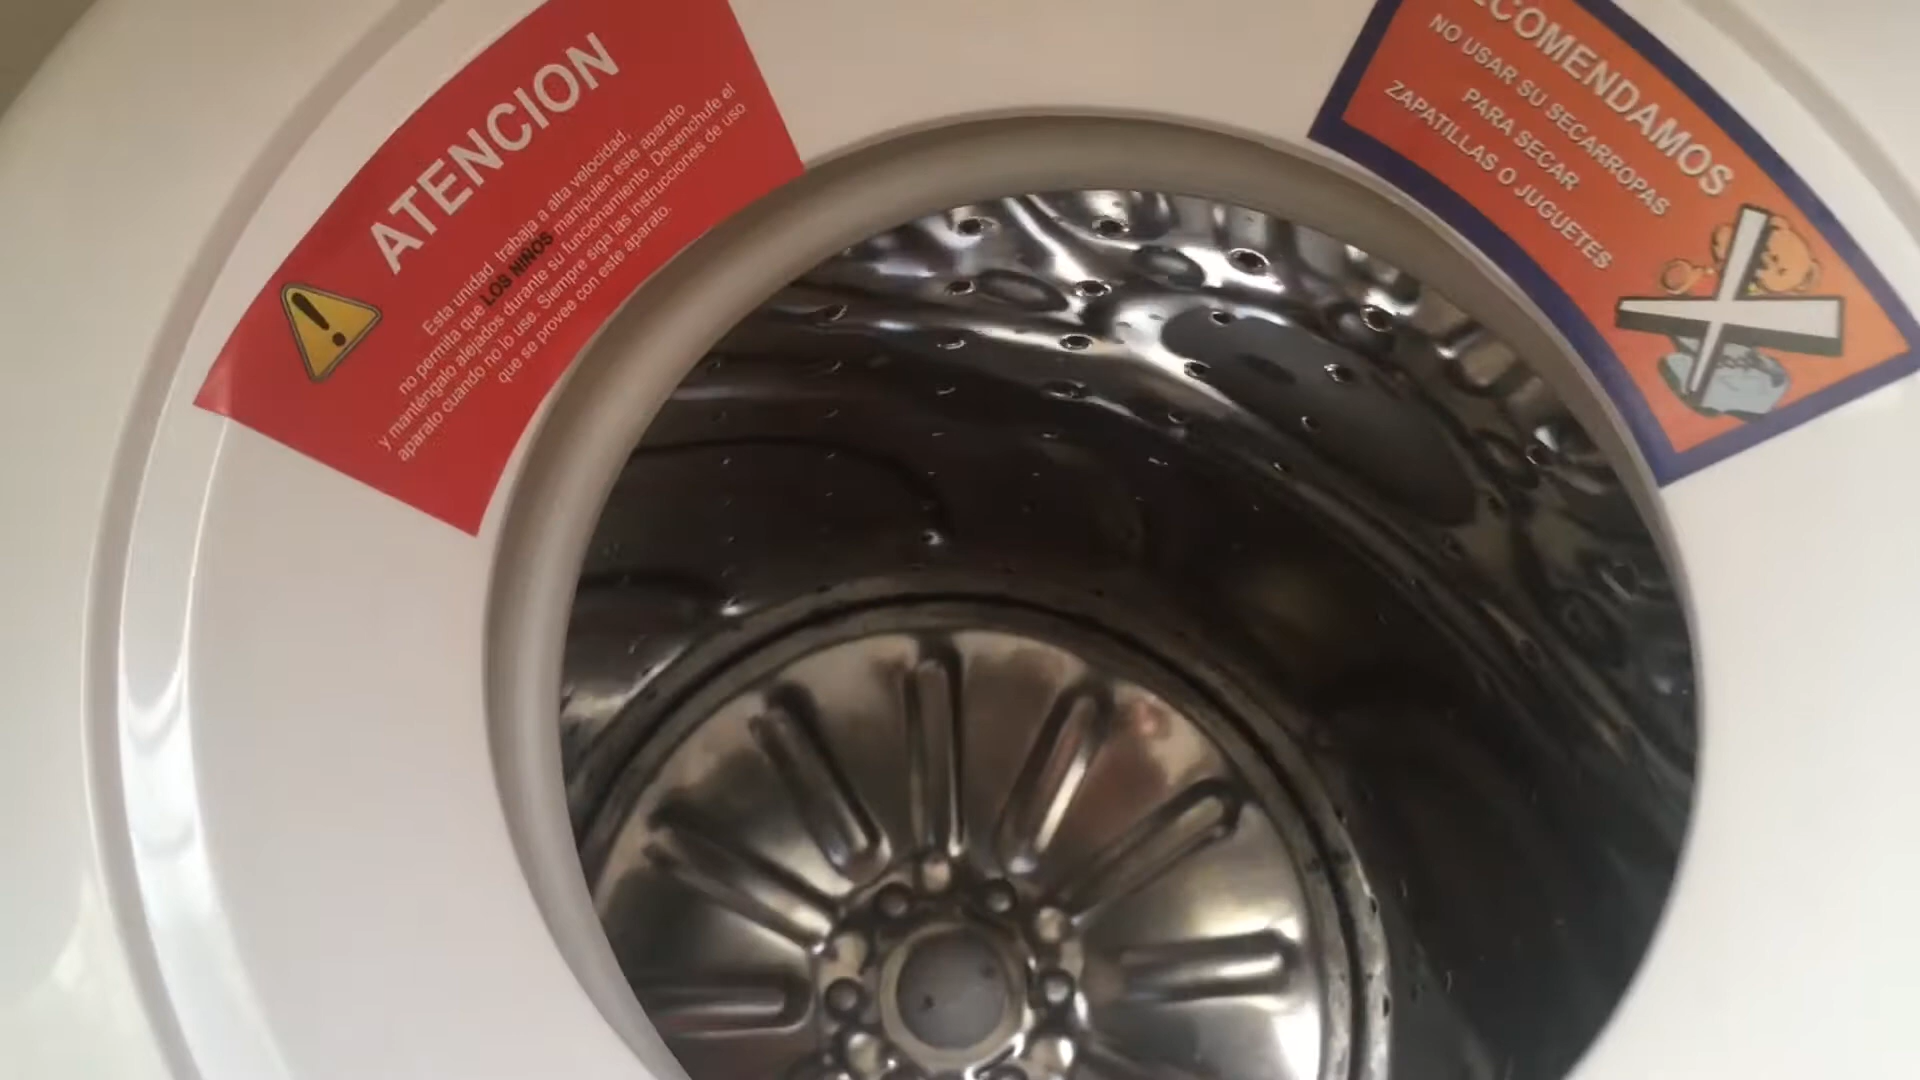 ATENCION
Esta unidad trabaja a alta velocidad,
no permita que LOS NIÑOS manipulen este aparato
y manténgalo alejados durante su funcionamiento. Desenchufe el
aparato cuando no lo use. Siempre siga las instrucciones de uso
que se proveen con este aparato.
ECOMENDAMOS
NO USAR SU SECARROPAS
PARA SECAR
ZAPATILLAS O JUGUETES